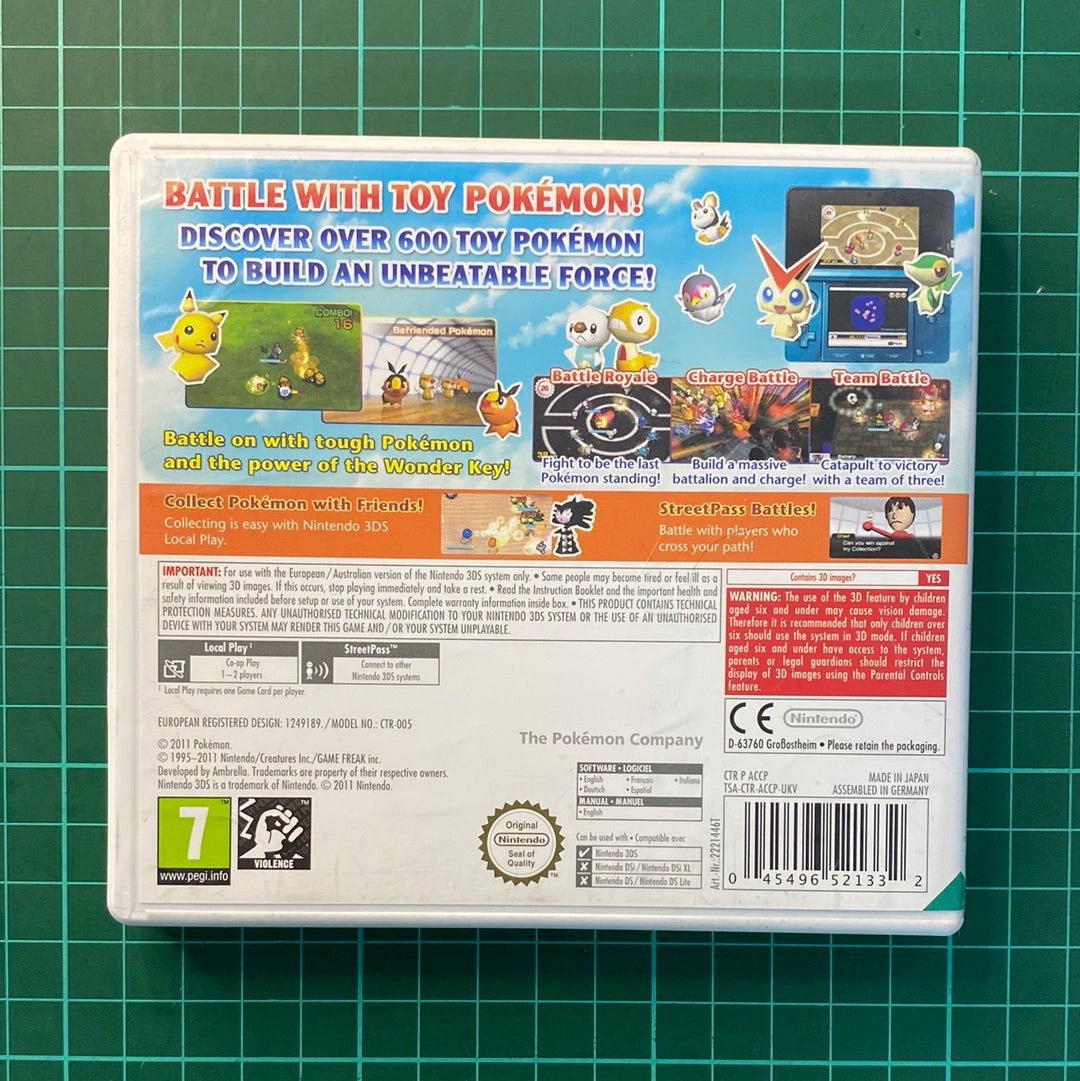 BATTLE WITH TOY POKÉMON!
DISCOVER OVER 600 TOY POKÉMON
TO BUILD AN UNBEATABLE FORCE!
COMBO!
16
Befriended Pokémon
Battle on with tough Pokémon
and the power of the Wonder Key!
Battle Royale
Fight to be the last
Pokémon standing!
Charge Battle
Build a massive
battalion and charge!
Team Battle
Catapult to victory
with a team of three!
Collect Pokémon with Friends!
Collecting is easy with Nintendo 3DS
Local Play.
StreetPass Battles!
Battle with players who
cross your path!
Chad
Can you win against
my Collection?
IMPORTANT: For use with the European / Australian version of the Nintendo 3DS system only. • Some people may become tired or feel ill as a
result of viewing 3D images. If this occurs, stop playing immediately and take a rest. • Read the Instruction Booklet and the important health and
safety information included before setup or use of your system. Complete warranty information inside box. • THIS PRODUCT CONTAINS TECHNICAL
PROTECTION MEASURES. ANY UNAUTHORISED TECHNICAL MODIFICATION TO YOUR NINTENDO 3DS SYSTEM OR THE USE OF AN UNAUTHORISED
DEVICE WITH YOUR SYSTEM MAY RENDER THIS GAME AND / OR YOUR SYSTEM UNPLAYABLE.
Contains 3D images? YES
WARNING: The use of the 3D feature by children
aged six and under may cause vision damage.
Therefore it is recommended that only children over
six should use the system in 3D mode. If children
aged six and under have access to the system,
parents or legal guardians should restrict the
display of 3D images using the Parental Controls
feature.
Local Play¹
Co-op Play
1–2 players
StreetPass™
Connect to other
Nintendo 3DS systems
¹ Local Play requires one Game Card per player.
EUROPEAN REGISTERED DESIGN: 1249189. / MODEL NO.: CTR-005
© 2011 Pokémon.
© 1995–2011 Nintendo/Creatures Inc./GAME FREAK inc.
Developed by Ambrella. Trademarks are property of their respective owners.
Nintendo 3DS is a trademark of Nintendo. © 2011 Nintendo.
The Pokémon Company
CE Nintendo®
D-63760 Großostheim • Please retain the packaging.
CTR P ACCP
TSA-CTR-ACCP-UKV
MADE IN JAPAN
ASSEMBLED IN GERMANY
7™
www.pegi.info
VIOLENCE
Original
Nintendo
Seal of
Quality
™
SOFTWARE • LOGICIEL
• English • Français • Italiano
• Deutsch • Español
MANUAL • MANUEL
• English
Can be used with • Compatible avec
Nintendo 3DS
Nintendo DSi / Nintendo DSi XL
Nintendo DS / Nintendo DS Lite
Art.-Nr.:2221446T
0 45496 52133 2